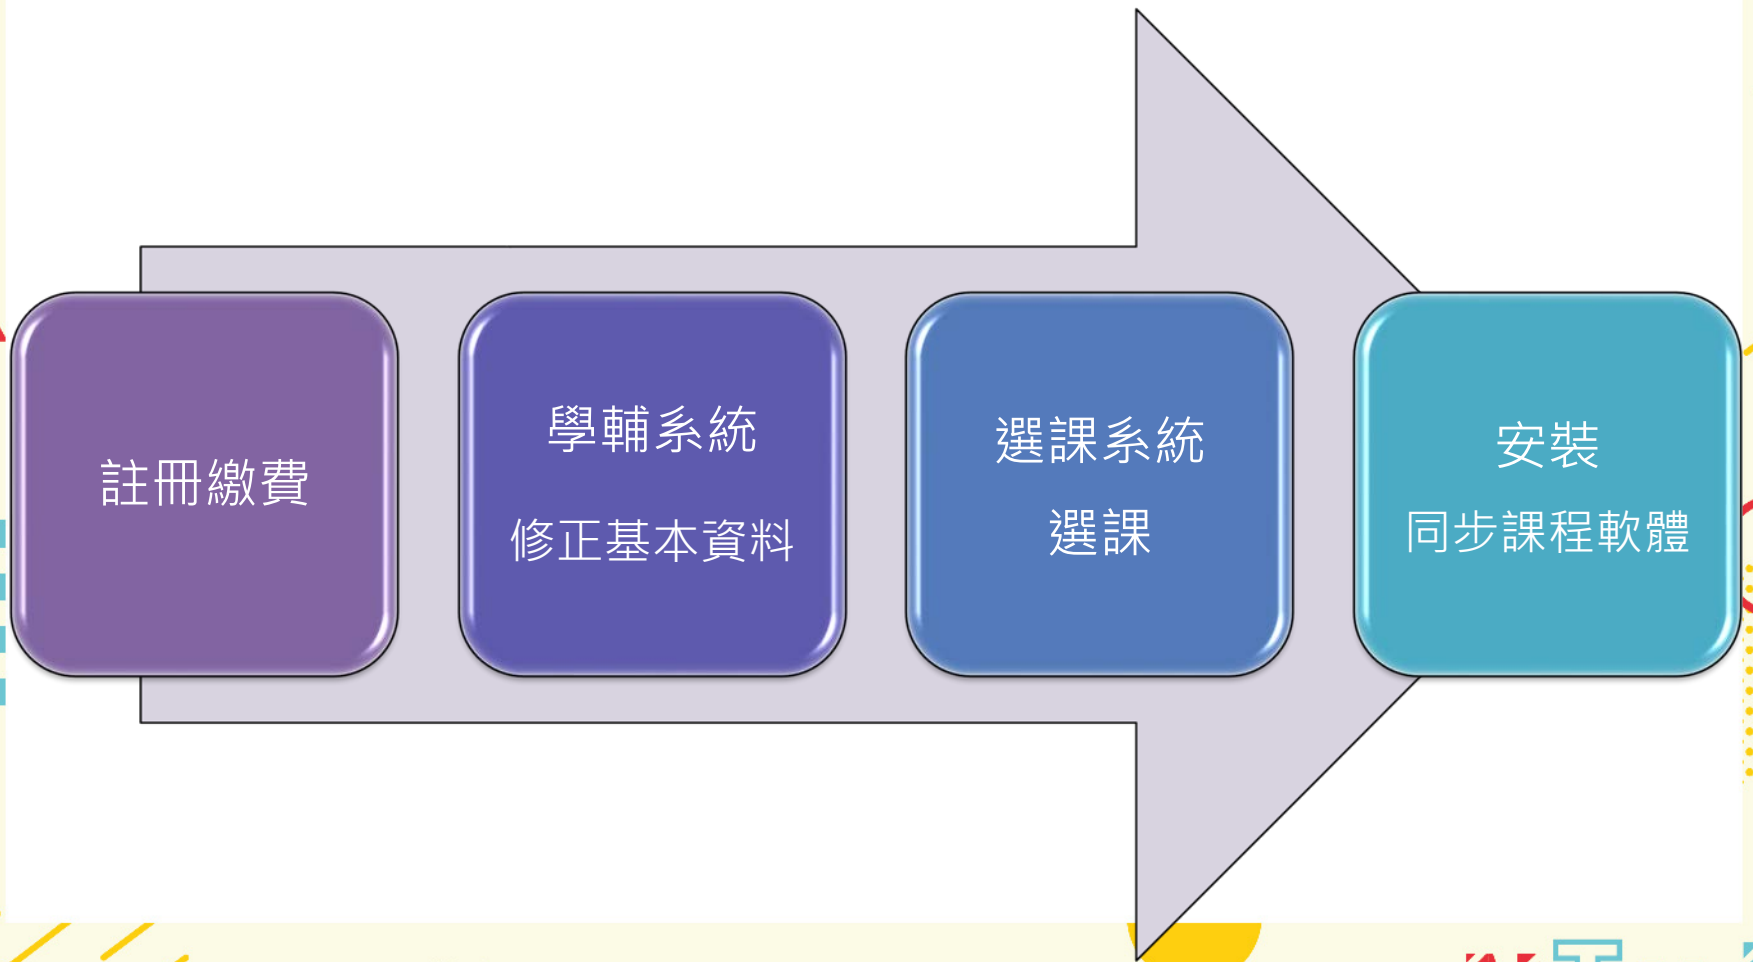 註冊繳費
學輔系統
修正基本資料
選課系統
選課
安裝
同步課程軟體